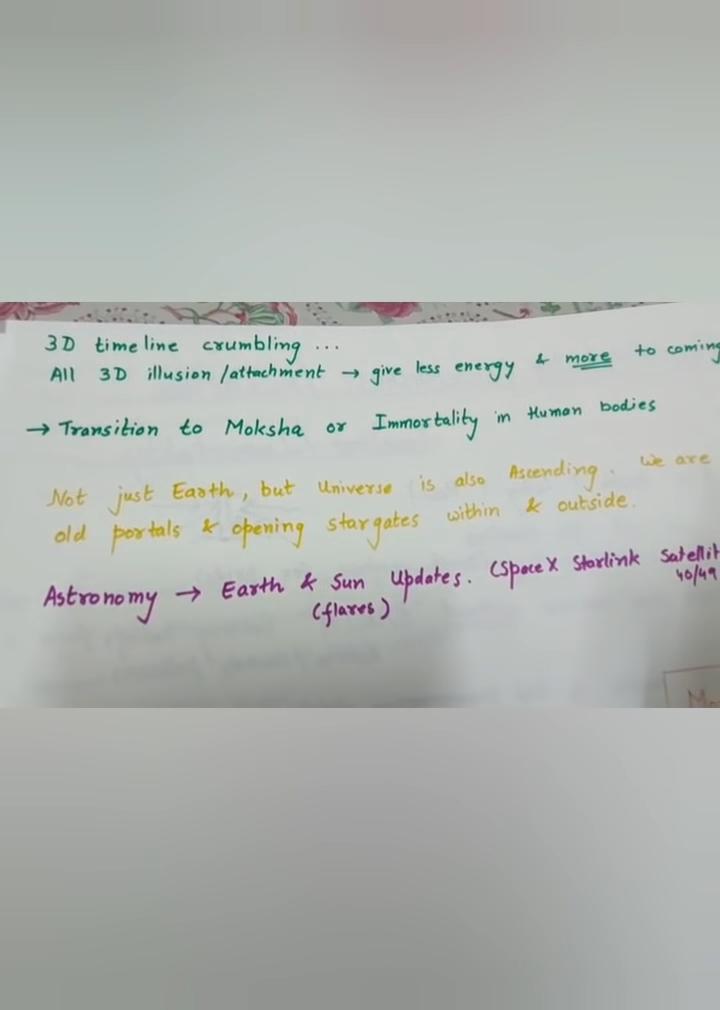 3D timeline crumbling ...
All 3D illusion/attachment → give less energy & more to coming
→ Transition to Moksha or Immortality in Human bodies
Not just Earth, but Universe is also Ascending. We are
old portals & opening stargates within & outside.
Astronomy → Earth & Sun Updates. (SpaceX Starlink
(flares)
40/49